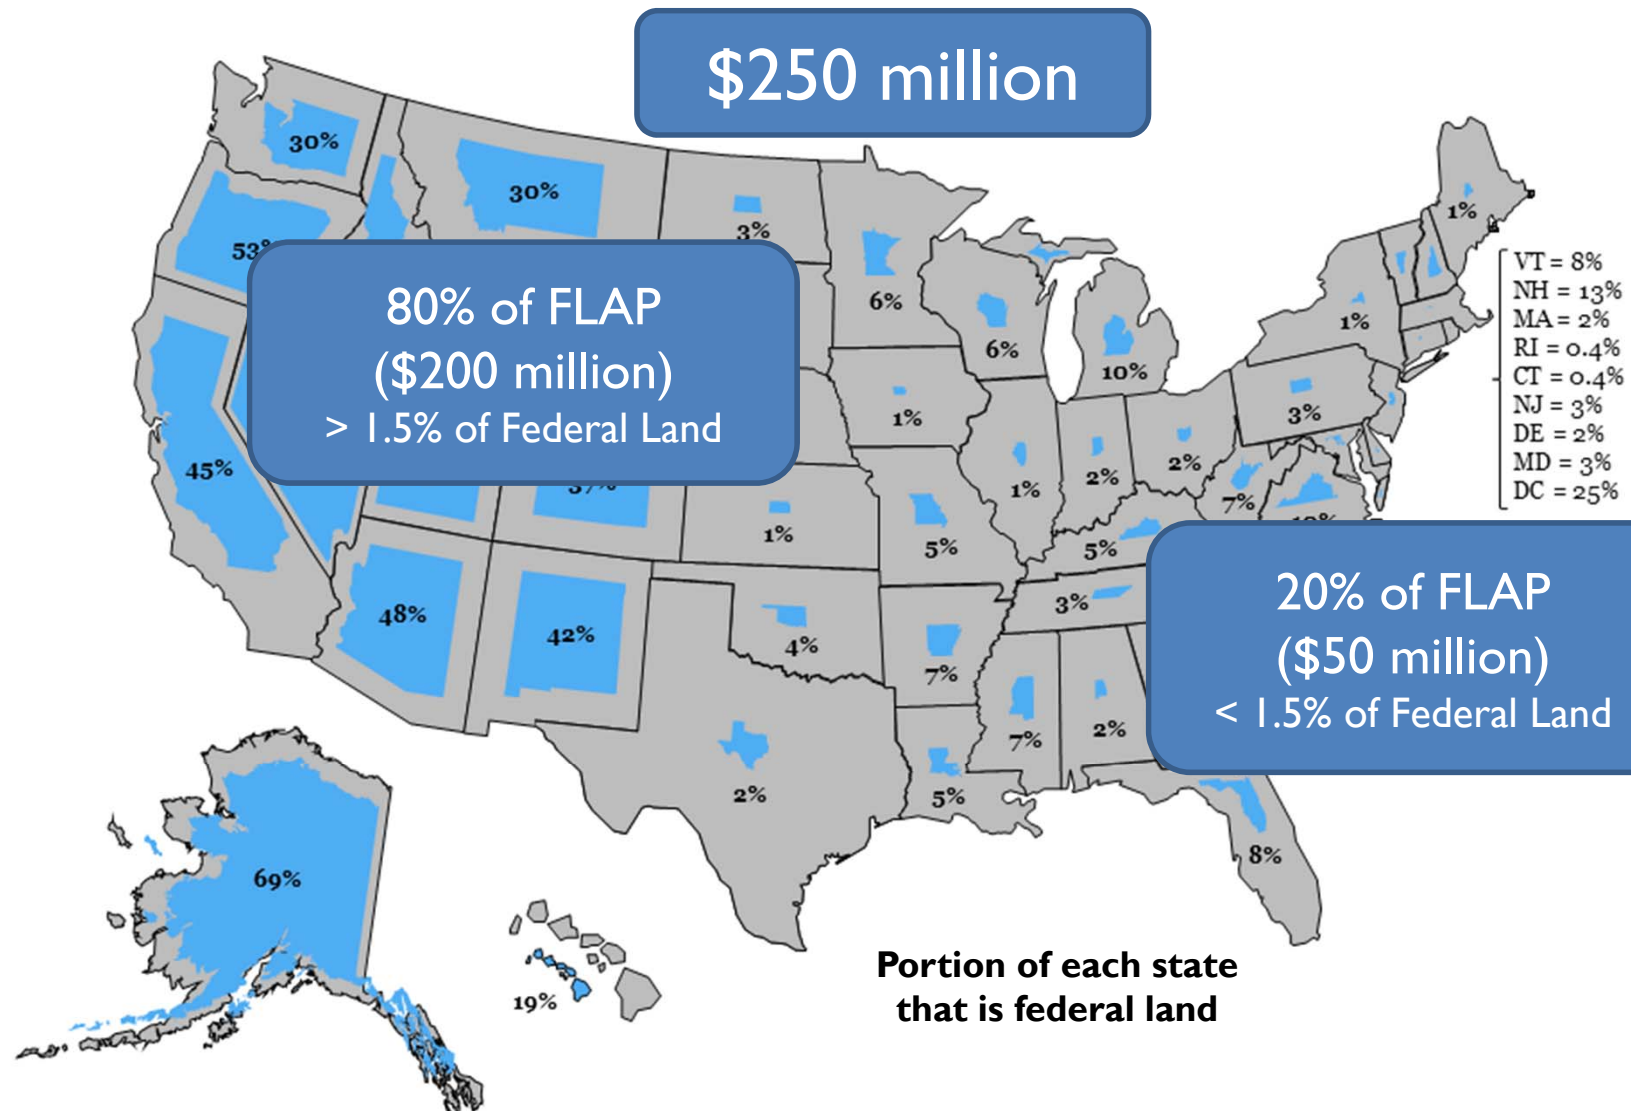 $250 million
30%
30%
3%
1%
53%
80% of FLAP
($200 million)
> 1.5% of Federal Land
6%
6%
10%
1%
VT = 8%
NH = 13%
MA = 2%
RI = 0.4%
CT = 0.4%
NJ = 3%
DE = 2%
MD = 3%
DC = 25%
1%
3%
45%
37%
1%
1%
2%
2%
7%
5%
5%
20% of FLAP
($50 million)
< 1.5% of Federal Land
48%
42%
4%
7%
3%
7%
2%
2%
5%
8%
69%
19%
Portion of each state
that is federal land